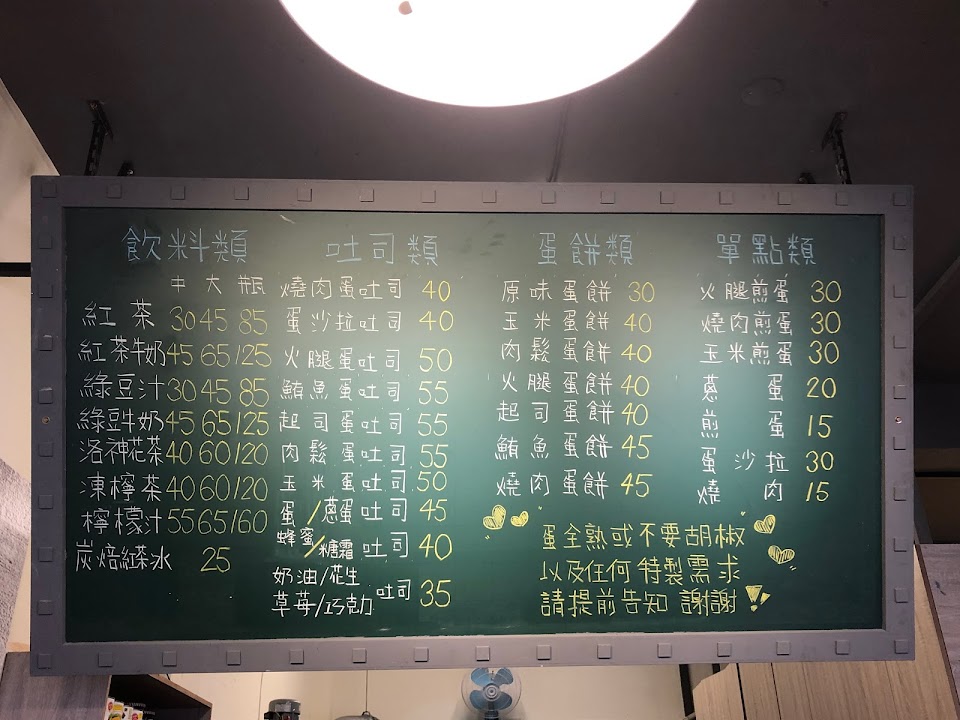 飲料類
中 大 瓶
紅茶 30 45 85
紅茶牛奶 45 65 125
綠豆汁 30 45 85
綠豆牛奶 45 65 125
洛神花茶 40 60 120
凍檸茶 40 60 120
檸檬汁 55 65 160
炭焙紅茶冰 25
吐司類
燒肉蛋吐司 40
蛋沙拉吐司 40
火腿蛋吐司 50
鮪魚蛋吐司 55
起司蛋吐司 55
肉鬆蛋吐司 55
玉米蛋吐司 50
蛋/蔥蛋吐司 45
蜂蜜/糖霜吐司 40
奶油/花生
草莓/巧克力 吐司 35
蛋餅類
原味蛋餅 30
玉米蛋餅 40
肉鬆蛋餅 40
火腿蛋餅 40
起司蛋餅 40
鮪魚蛋餅 45
燒肉蛋餅 45
單點類
火腿煎蛋 30
燒肉煎蛋 30
玉米煎蛋 30
蔥蛋 20
煎蛋 15
蛋沙拉 30
燒肉 15
蛋全熟或不要胡椒
以及任何特製需求
請提前告知 謝謝!